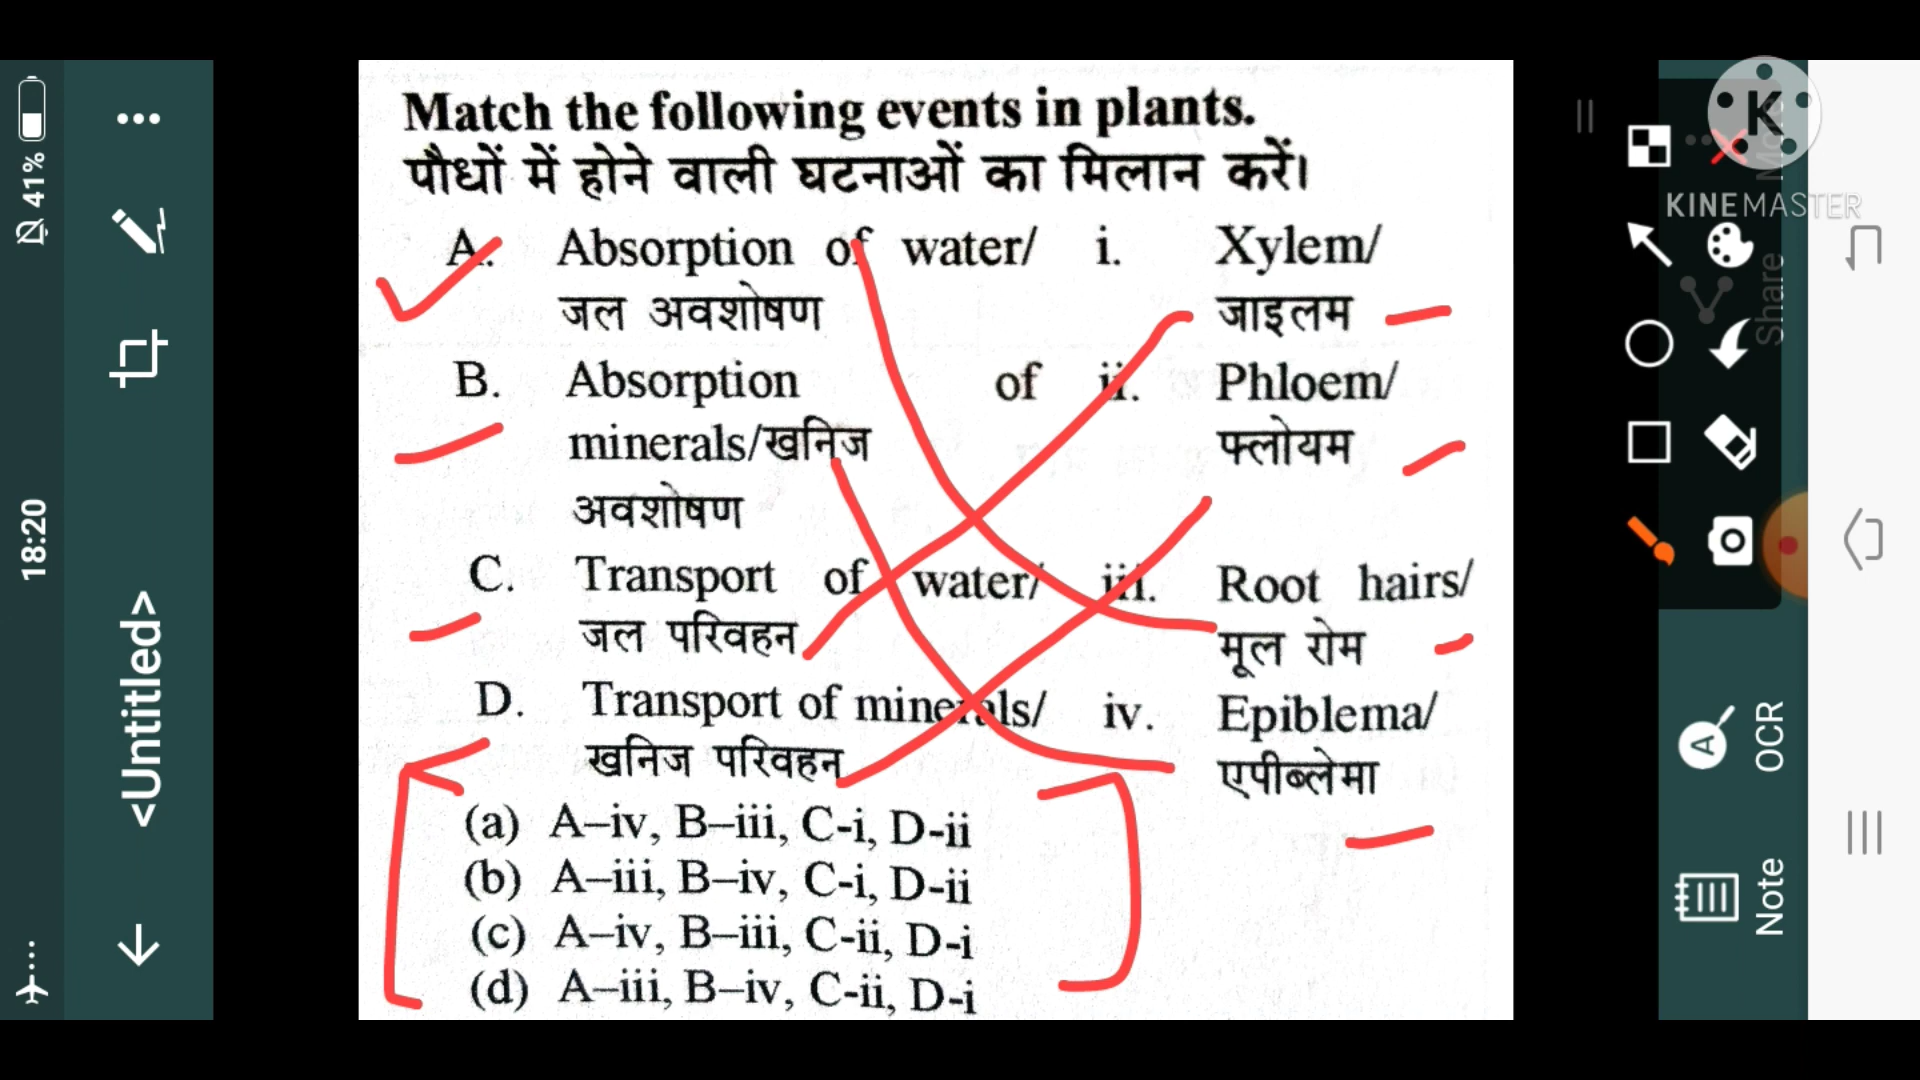 Match the following events in plants.
पौधों में होने वाली घटनाओं का मिलान करें।
A. Absorption of water/ i. Xylem/
जल अवशोषण जाइलम
B. Absorption of ii. Phloem/
minerals/खनिज फ्लोयम
अवशोषण
C. Transport of water/ iii. Root hairs/
जल परिवहन मूल रोम
D. Transport of minerals/ iv. Epiblema/
खनिज परिवहन एपीब्लेमा
(a) A–iv, B–iii, C-i, D-ii
(b) A–iii, B–iv, C-i, D-ii
(c) A–iv, B–iii, C-ii, D-i
(d) A–iii, B–iv, C-ii, D-i
41%
18:20
<Untitled>
K
KINEMASTER
Share
A
OCR
Note